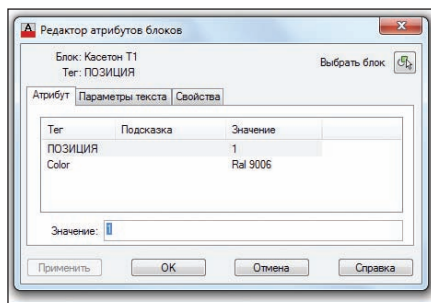 Редактор атрибутов блоков
Блок: Касетон Т1
Тег: ПОЗИЦИЯ
Выбрать блок
Атрибут Параметры текста Свойства
Тег Подсказка Значение
ПОЗИЦИЯ 1
Color Ral 9006
Значение: 1
Применить ОК Отмена Справка